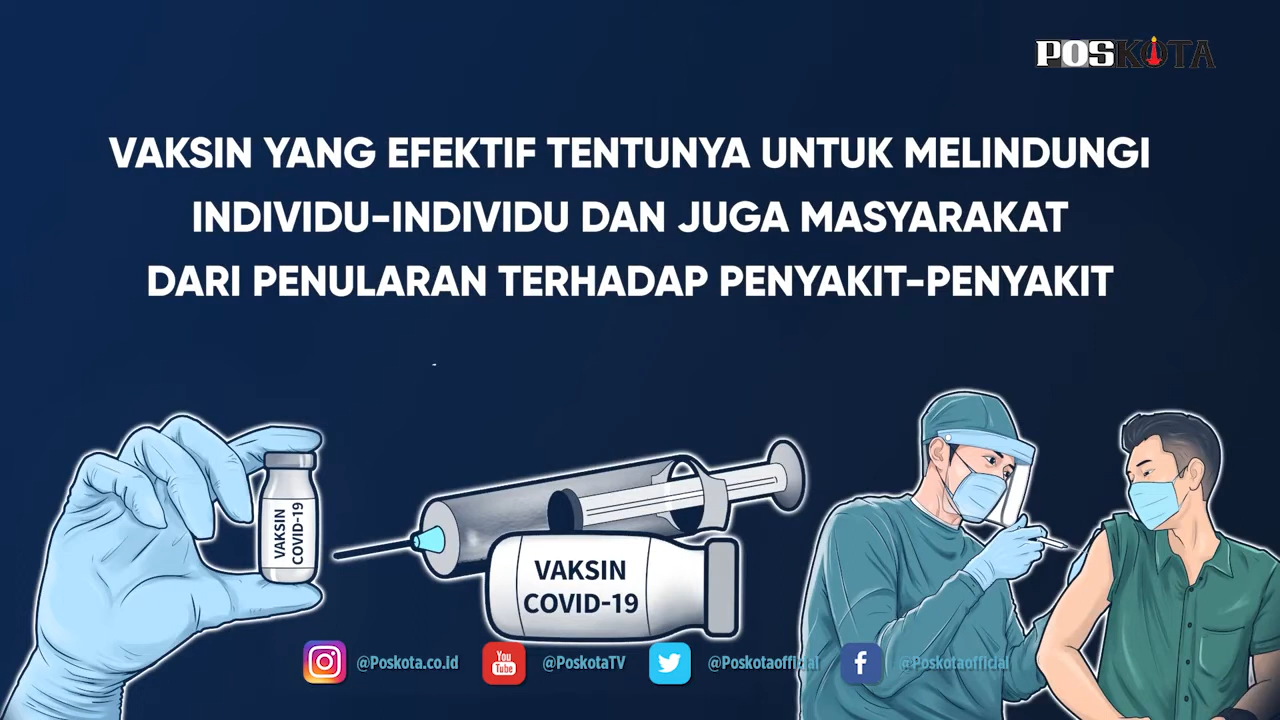 POSKOTA
VAKSIN YANG EFEKTIF TENTUNYA UNTUK MELINDUNGI
INDIVIDU-INDIVIDU DAN JUGA MASYARAKAT
DARI PENULARAN TERHADAP PENYAKIT-PENYAKIT
VAKSIN
COVID-19
VAKSIN
COVID-19
@Poskota.co.id
You
Tube
@PoskotaTV
@Poskotaofficial
@Poskotaofficial